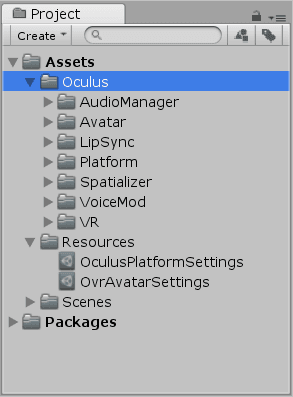 Project
Create
Assets
Oculus
AudioManager
Avatar
LipSync
Platform
Spatializer
VoiceMod
VR
Resources
OculusPlatformSettings
OvrAvatarSettings
Scenes
Packages